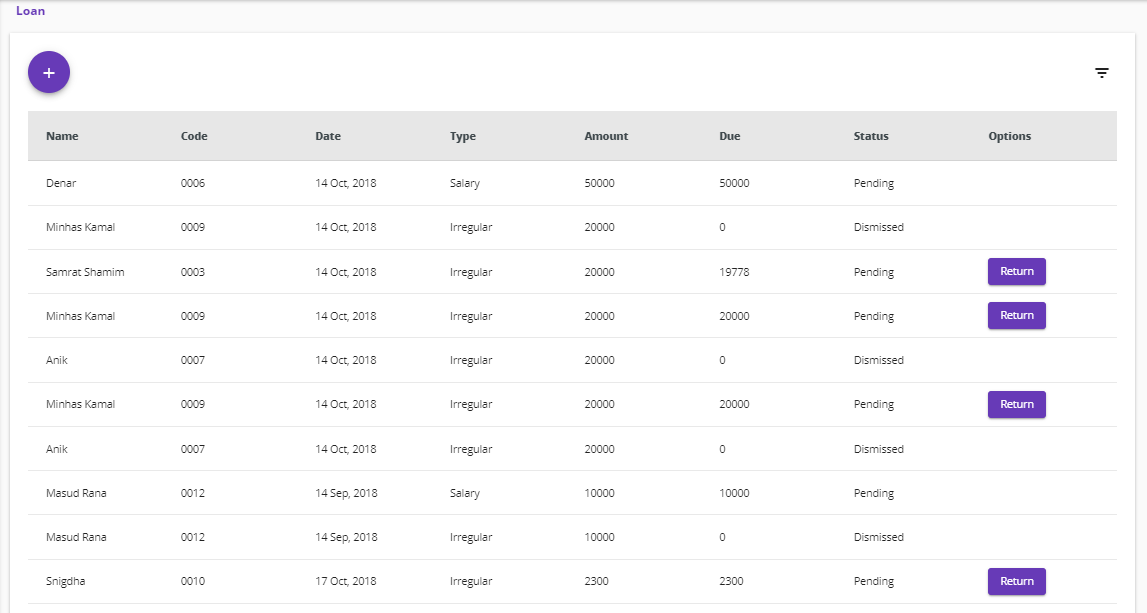 Loan
+
Name Code Date Type Amount Due Status Options
Denar 0006 14 Oct, 2018 Salary 50000 50000 Pending
Minhas Kamal 0009 14 Oct, 2018 Irregular 20000 0 Dismissed
Samrat Shamim 0003 14 Oct, 2018 Irregular 20000 19778 Pending Return
Minhas Kamal 0009 14 Oct, 2018 Irregular 20000 20000 Pending Return
Anik 0007 14 Oct, 2018 Irregular 20000 0 Dismissed
Minhas Kamal 0009 14 Oct, 2018 Irregular 20000 20000 Pending Return
Anik 0007 14 Oct, 2018 Irregular 20000 0 Dismissed
Masud Rana 0012 14 Sep, 2018 Salary 10000 10000 Pending
Masud Rana 0012 14 Sep, 2018 Irregular 10000 0 Dismissed
Snigdha 0010 17 Oct, 2018 Irregular 2300 2300 Pending Return